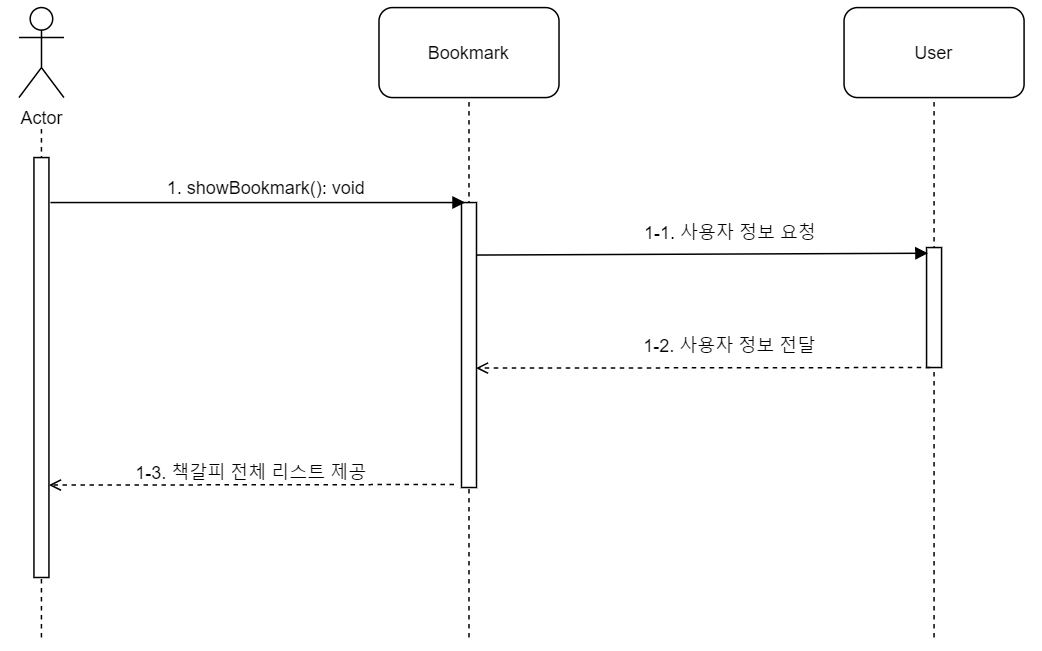 Actor
Bookmark
User
1. showBookmark(): void
1-1. 사용자 정보 요청
1-2. 사용자 정보 전달
1-3. 책갈피 전체 리스트 제공